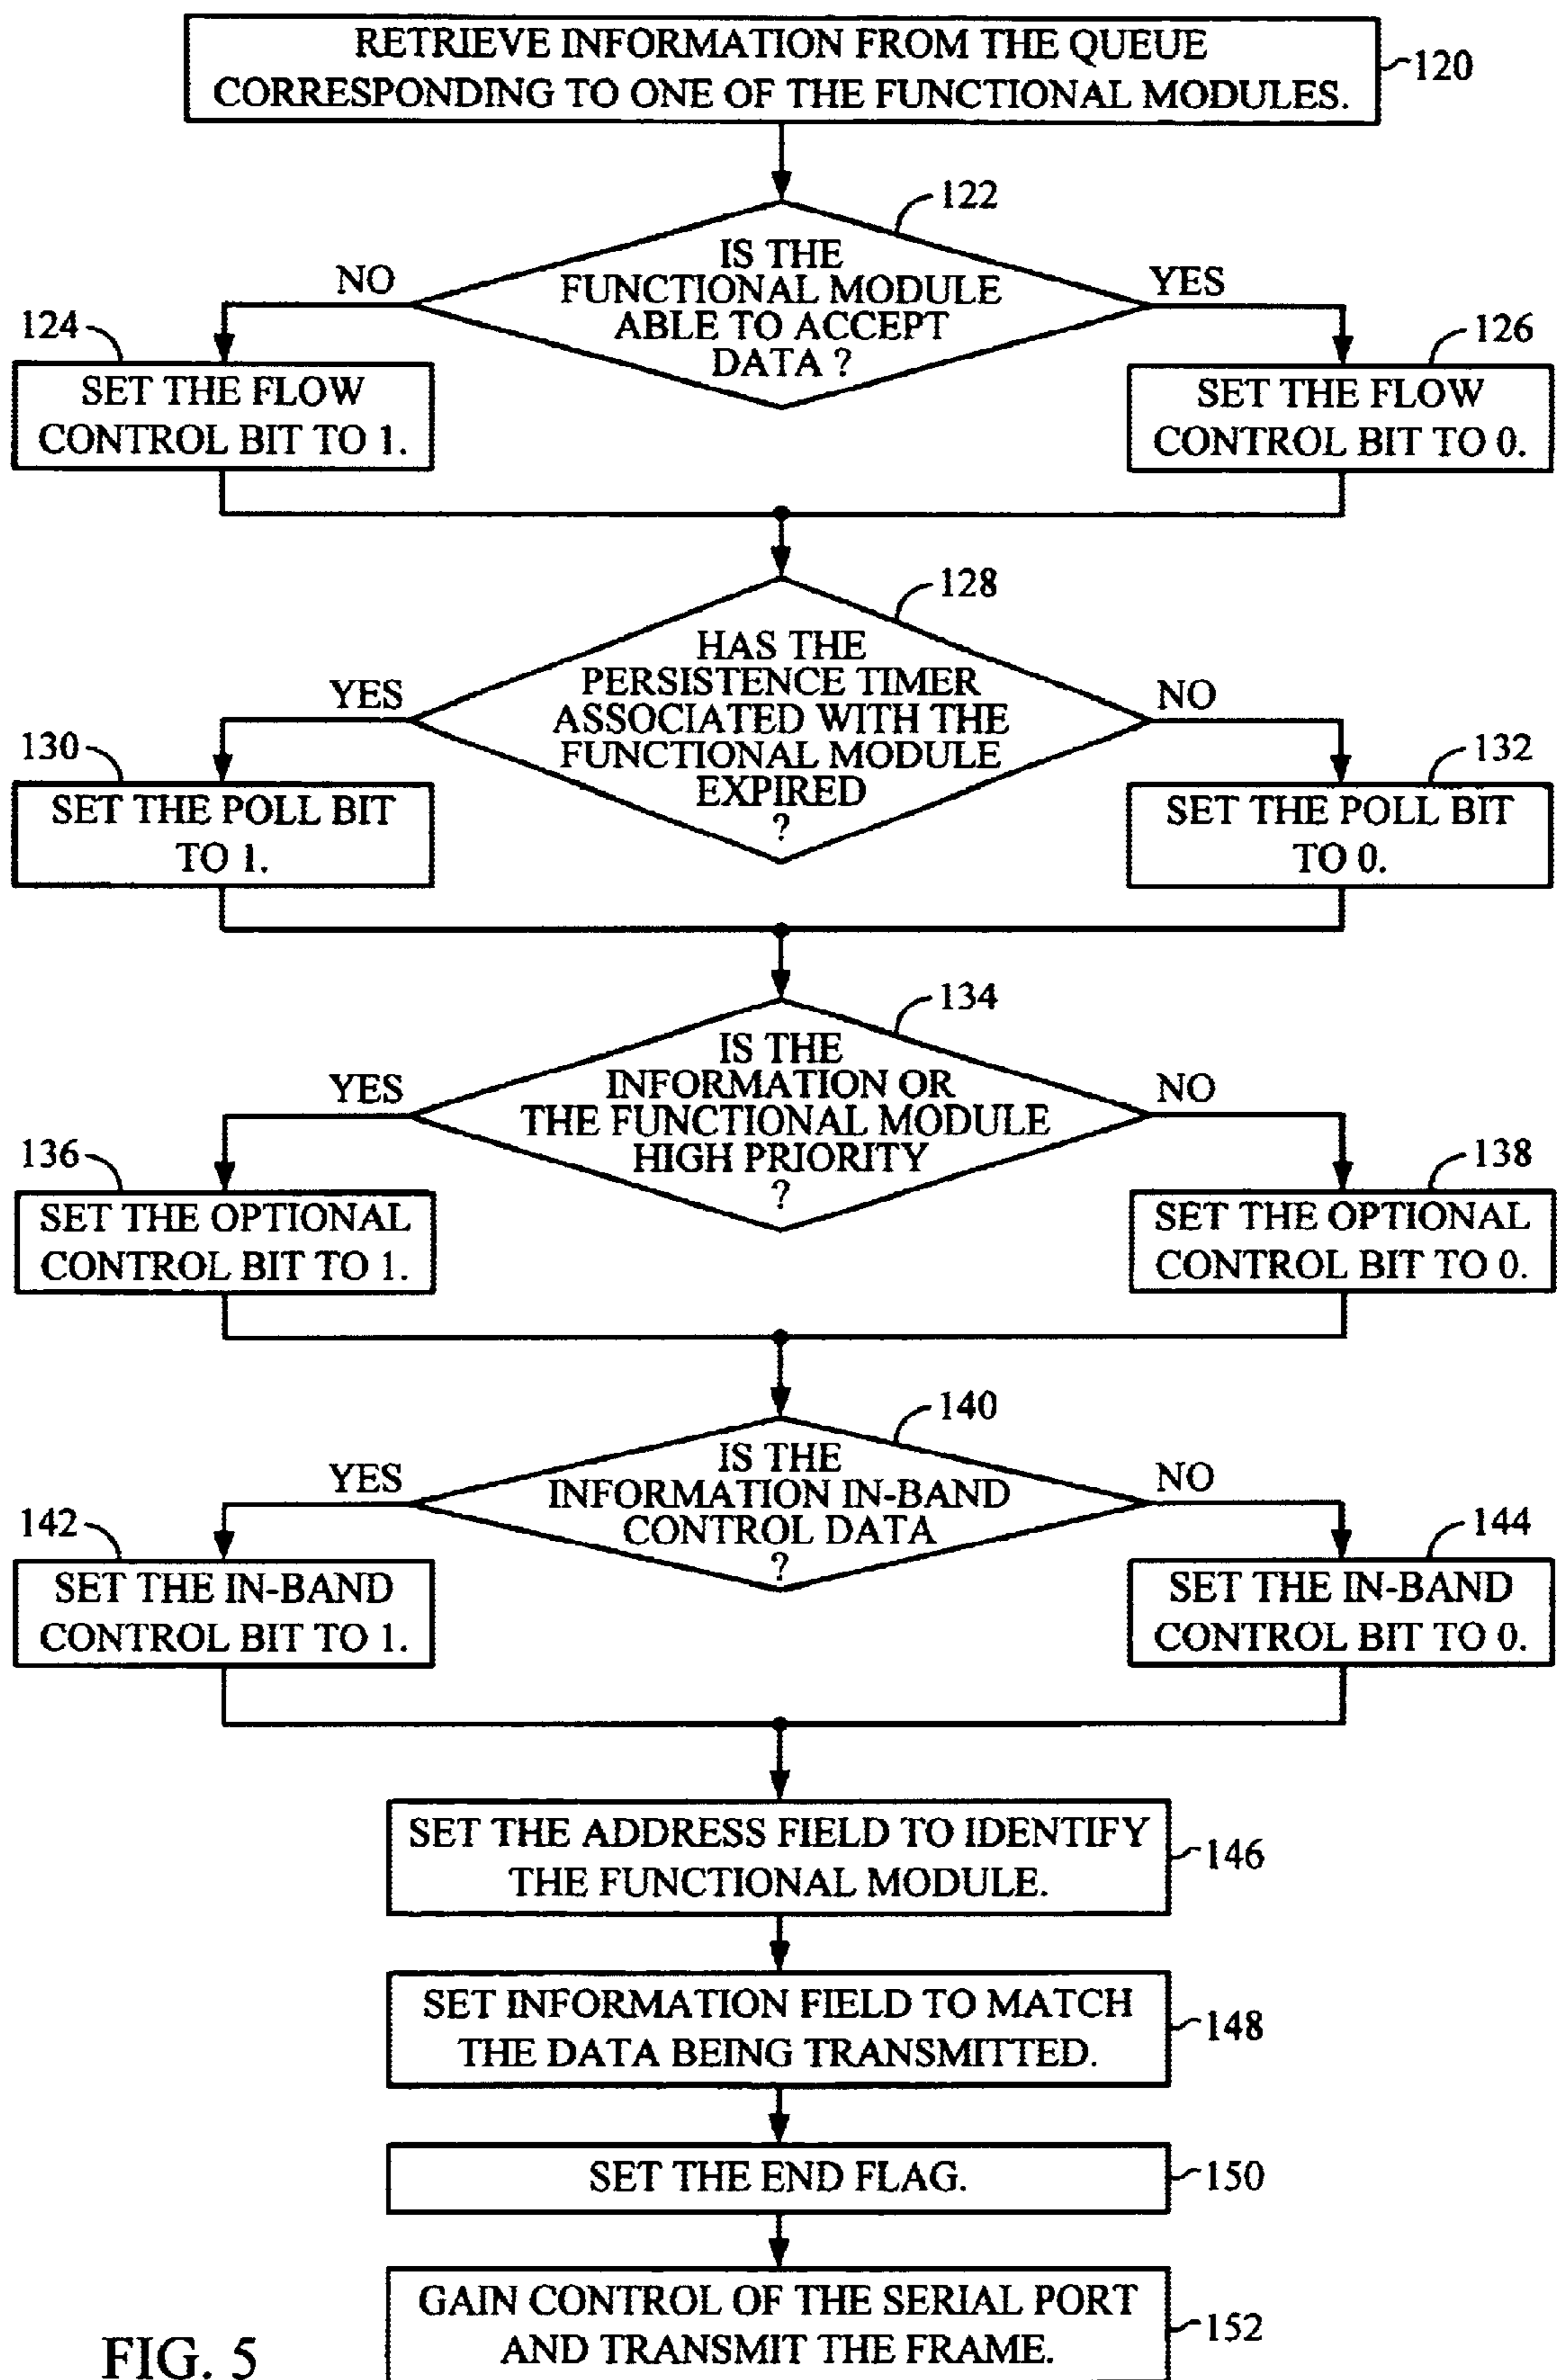 RETRIEVE INFORMATION FROM THE QUEUE
CORRESPONDING TO ONE OF THE FUNCTIONAL MODULES.
120
122
IS THE
FUNCTIONAL MODULE
ABLE TO ACCEPT
DATA ?
NO
YES
124
SET THE FLOW
CONTROL BIT TO 1.
126
SET THE FLOW
CONTROL BIT TO 0.
128
HAS THE
PERSISTENCE TIMER
ASSOCIATED WITH THE
FUNCTIONAL MODULE
EXPIRED
?
YES
NO
130
SET THE POLL BIT
TO 1.
132
SET THE POLL BIT
TO 0.
134
IS THE
INFORMATION OR
THE FUNCTIONAL MODULE
HIGH PRIORITY
?
YES
NO
136
SET THE OPTIONAL
CONTROL BIT TO 1.
138
SET THE OPTIONAL
CONTROL BIT TO 0.
140
IS THE
INFORMATION IN-BAND
CONTROL DATA
?
YES
NO
142
SET THE IN-BAND
CONTROL BIT TO 1.
144
SET THE IN-BAND
CONTROL BIT TO 0.
SET THE ADDRESS FIELD TO IDENTIFY
THE FUNCTIONAL MODULE.
146
SET INFORMATION FIELD TO MATCH
THE DATA BEING TRANSMITTED.
148
SET THE END FLAG.
150
GAIN CONTROL OF THE SERIAL PORT
AND TRANSMIT THE FRAME.
152
FIG. 5